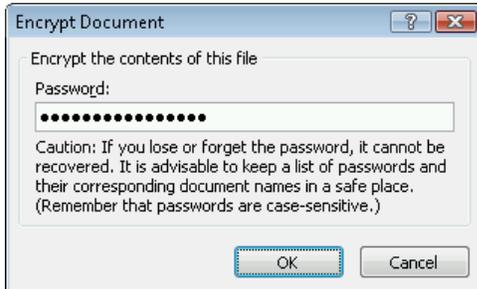 Encrypt Document
Encrypt the contents of this file
Password:
●●●●●●●●●●●●●●●●
Caution: If you lose or forget the password, it cannot be
recovered. It is advisable to keep a list of passwords and
their corresponding document names in a safe place.
(Remember that passwords are case-sensitive.)
OK
Cancel